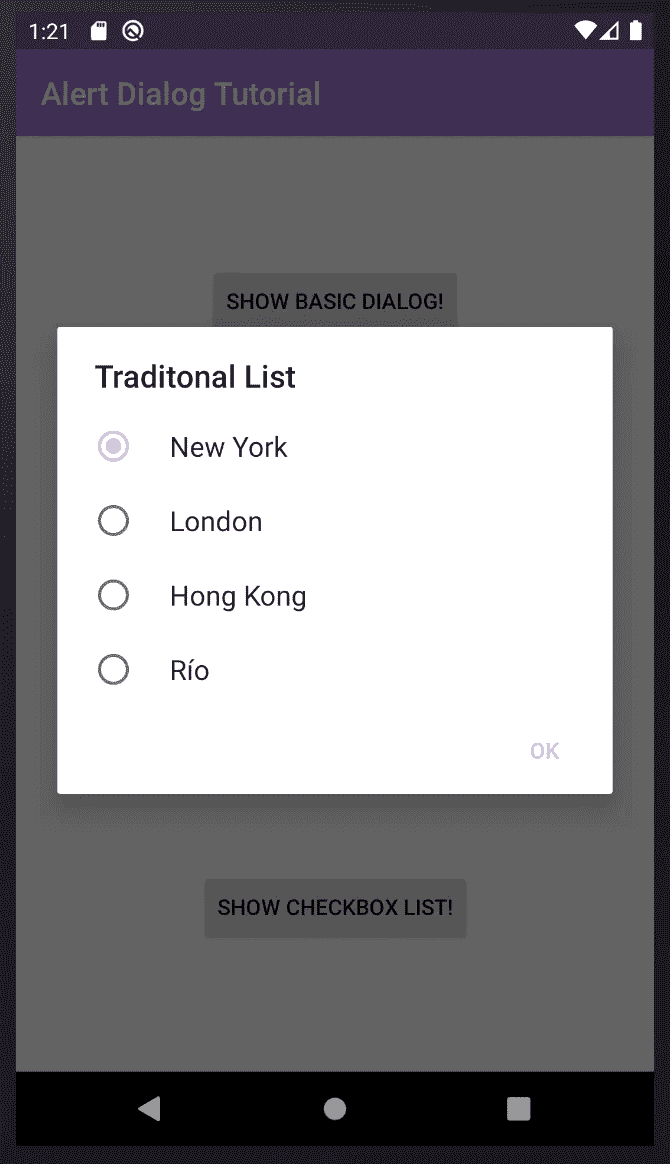 1:21
Alert Dialog Tutorial
SHOW BASIC DIALOG!
Traditonal List
New York
London
Hong Kong
Río
OK
SHOW CHECKBOX LIST!